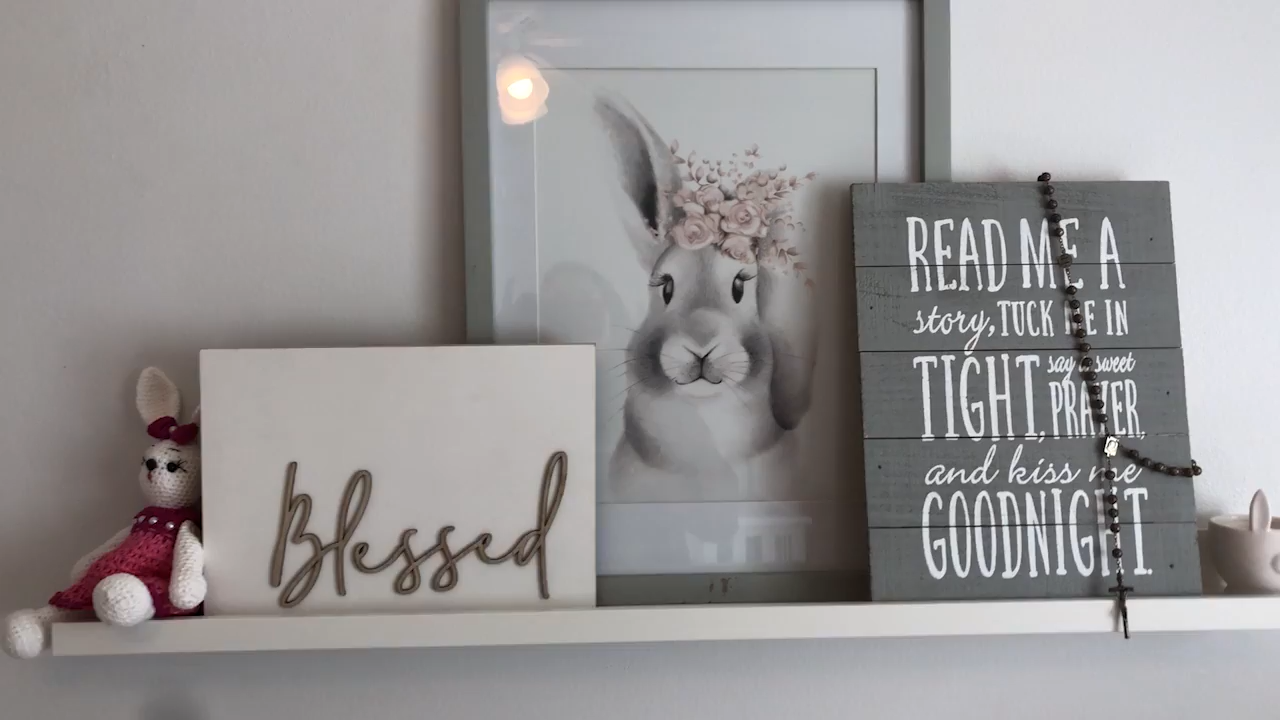 Blessed
READ ME A
story, TUCK ME IN
TIGHT, say a sweet
PRAYER,
and kiss me
GOODNIGHT.